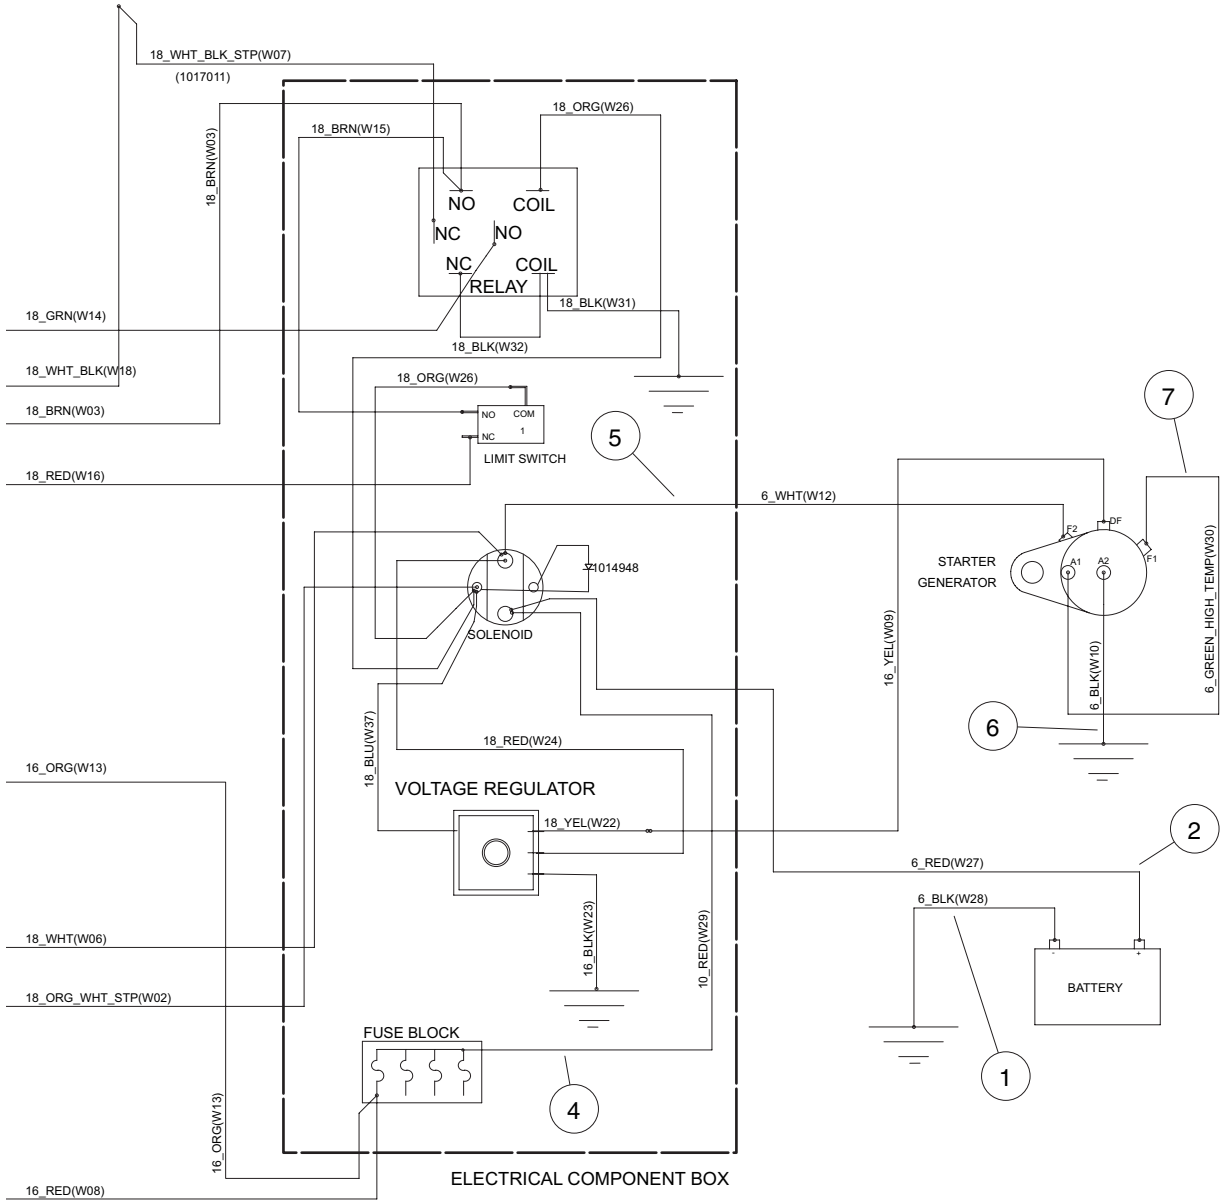 18_WHT_BLK_STP(W07)
(1017011)
18_ORG(W26)
18_BRN(W15)
18_BRN(W03)
NO
COIL
NC
NO
NC
COIL
RELAY
18_BLK(W31)
18_GRN(W14)
18_BLK(W32)
18_WHT_BLK(W18)
18_ORG(W26)
18_BRN(W03)
NO
COM
1
NC
LIMIT SWITCH
18_RED(W16)
5
7
6_WHT(W12)
F2
DF
F1
A1
A2
STARTER
GENERATOR
1014948
SOLENOID
16_YEL(W09)
6_BLK(W10)
6_GREEN_HIGH_TEMP(W30)
6
18_BLU(W37)
18_RED(W24)
16_ORG(W13)
VOLTAGE REGULATOR
18_YEL(W22)
2
6_RED(W27)
6_BLK(W28)
16_BLK(W23)
10_RED(W29)
18_WHT(W06)
-
+
BATTERY
18_ORG_WHT_STP(W02)
FUSE BLOCK
1
4
16_ORG(W13)
ELECTRICAL COMPONENT BOX
16_RED(W08)